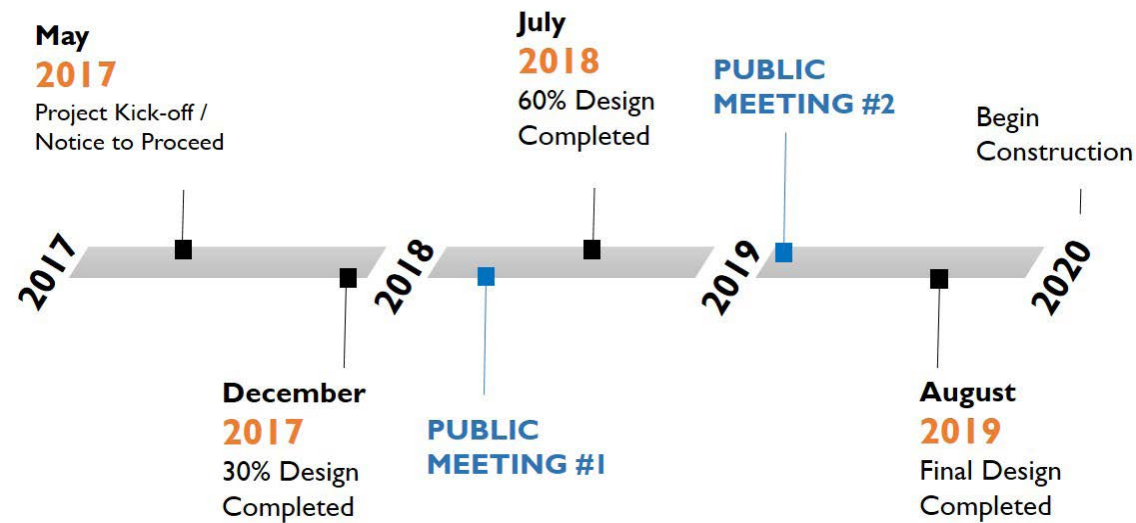 May
2017
Project Kick-off /
Notice to Proceed
July
2018
60% Design
Completed
PUBLIC
MEETING #2
Begin
Construction
2017
2018
2019
2020
December
2017
30% Design
Completed
PUBLIC
MEETING #1
August
2019
Final Design
Completed